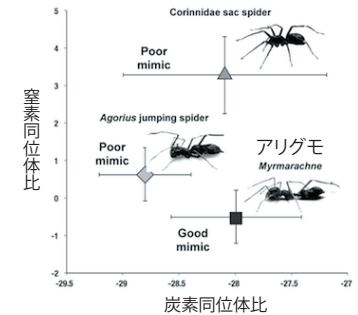 Corinnidae sac spider
Poor
mimic
Agorius jumping spider
Poor
mimic
アリグモ
Myrmarachne
Good
mimic
窒素同位体比
5
4
3
2
1
0
-1
-2
-29.5
-29
-28.5
-28
-27.5
-27
炭素同位体比